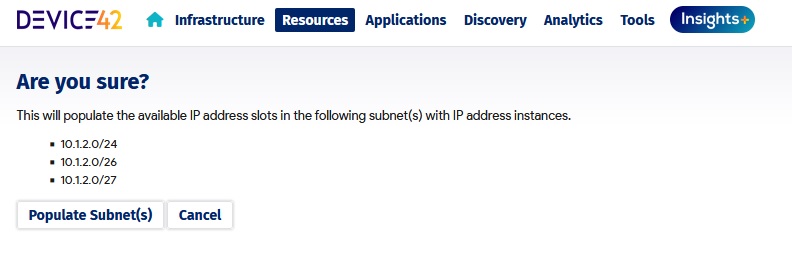 DEVICE42 Infrastructure Resources Applications Discovery Analytics Tools Insights+
Are you sure?
This will populate the available IP address slots in the following subnet(s) with IP address instances.
10.1.2.0/24
10.1.2.0/26
10.1.2.0/27
Populate Subnet(s) Cancel